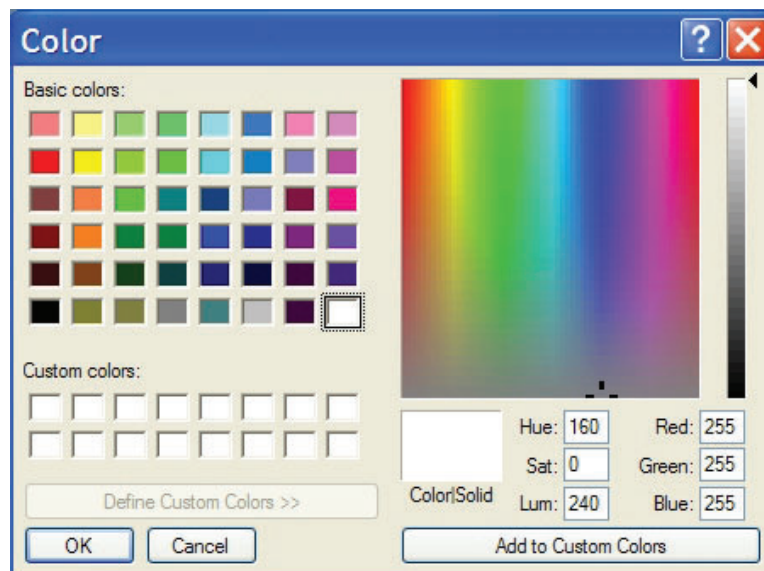 Color
?
Basic colors:
Custom colors:
Define Custom Colors >>
OK Cancel
Color|Solid
Hue: 160 Red: 255
Sat: 0 Green: 255
Lum: 240 Blue: 255
Add to Custom Colors